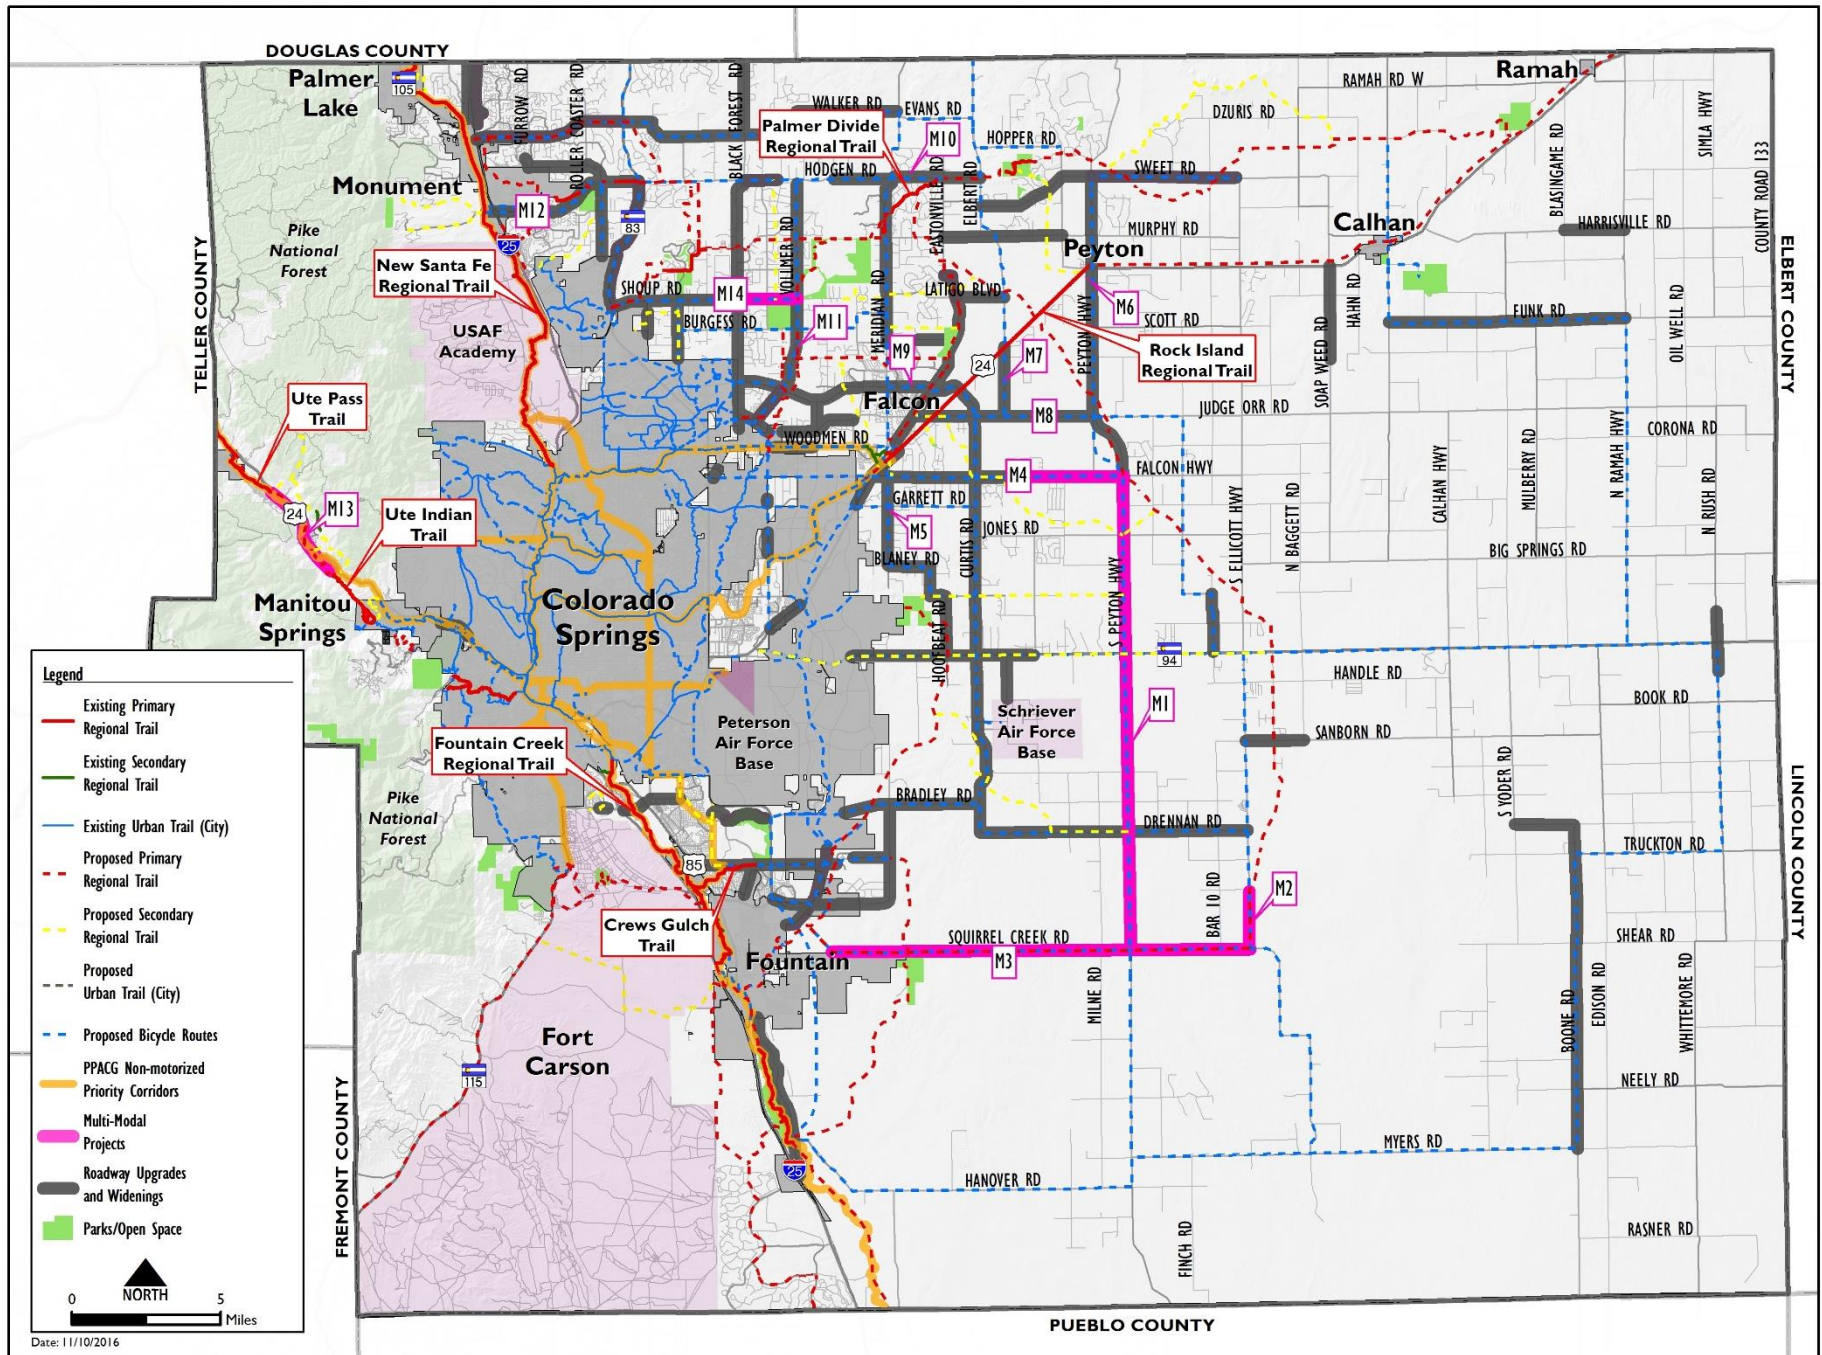 DOUGLAS COUNTY
Palmer
Lake
105
FURROW RD
ROLLER COASTER RD
BLACK FOREST RD
WALKER RD
EVANS RD
Palmer Divide
Regional Trail
M10
HOPPER RD
DZURIS RD
RAMAH RD W
Ramah
SIMLA HWY
COUNTY ROAD 133
BLASINGAME RD
HODGEN RD
EASTONVILLE RD
ELBERT RD
SWEET RD
Monument
M12
83
Pike
National
Forest
TELLER COUNTY
25
New Santa Fe
Regional Trail
VOLLMER RD
MERIDIAN RD
MURPHY RD
Peyton
Calhan
HARRISVILLE RD
ELBERT COUNTY
SHOUP RD
M14
LATIGO BLVD
BURGESS RD
M11
PEYTON HWY
M6
SCOTT RD
SOAP WEED RD
HAHN RD
FUNK RD
OIL WELL RD
USAF
Academy
M9
24
M7
Rock Island
Regional Trail
Ute Pass
Trail
Falcon
M8
JUDGE ORR RD
CORONA RD
N RAMAH HWY
WOODMEN RD
M4
FALCON HWY
CALHAN HWY
MULBERRY RD
N RUSH RD
24
M13
Ute Indian
Trail
GARRETT RD
M5
JONES RD
CURTIS RD
S ELLICOTT HWY
N BAGGETT RD
BLANEY RD
BIG SPRINGS RD
S PEYTON HWY
Manitou
Springs
Colorado
Springs
HOOFBEAT RD
94
HANDLE RD
BOOK RD
Peterson
Air Force
Base
Schriever
Air Force
Base
M1
SANBORN RD
Fountain Creek
Regional Trail
S YODER RD
LINCOLN COUNTY
Pike
National
Forest
BRADLEY RD
DRENNAN RD
TRUCKTON RD
85
BAR 10 RD
M2
Crews Gulch
Trail
SQUIRREL CREEK RD
M3
SHEAR RD
Fountain
MILNE RD
BOONE RD
EDISON RD
WHITTEMORE RD
Fort
Carson
115
NEELY RD
FREMONT COUNTY
MYERS RD
25
HANOVER RD
FINCH RD
RASNER RD
PUEBLO COUNTY
Legend
Existing Primary
Regional Trail
Existing Secondary
Regional Trail
Existing Urban Trail (City)
Proposed Primary
Regional Trail
Proposed Secondary
Regional Trail
Proposed
Urban Trail (City)
Proposed Bicycle Routes
PPACG Non-motorized
Priority Corridors
Multi-Modal
Projects
Roadway Upgrades
and Widenings
Parks/Open Space
NORTH
0 5
Miles
Date: 11/10/2016